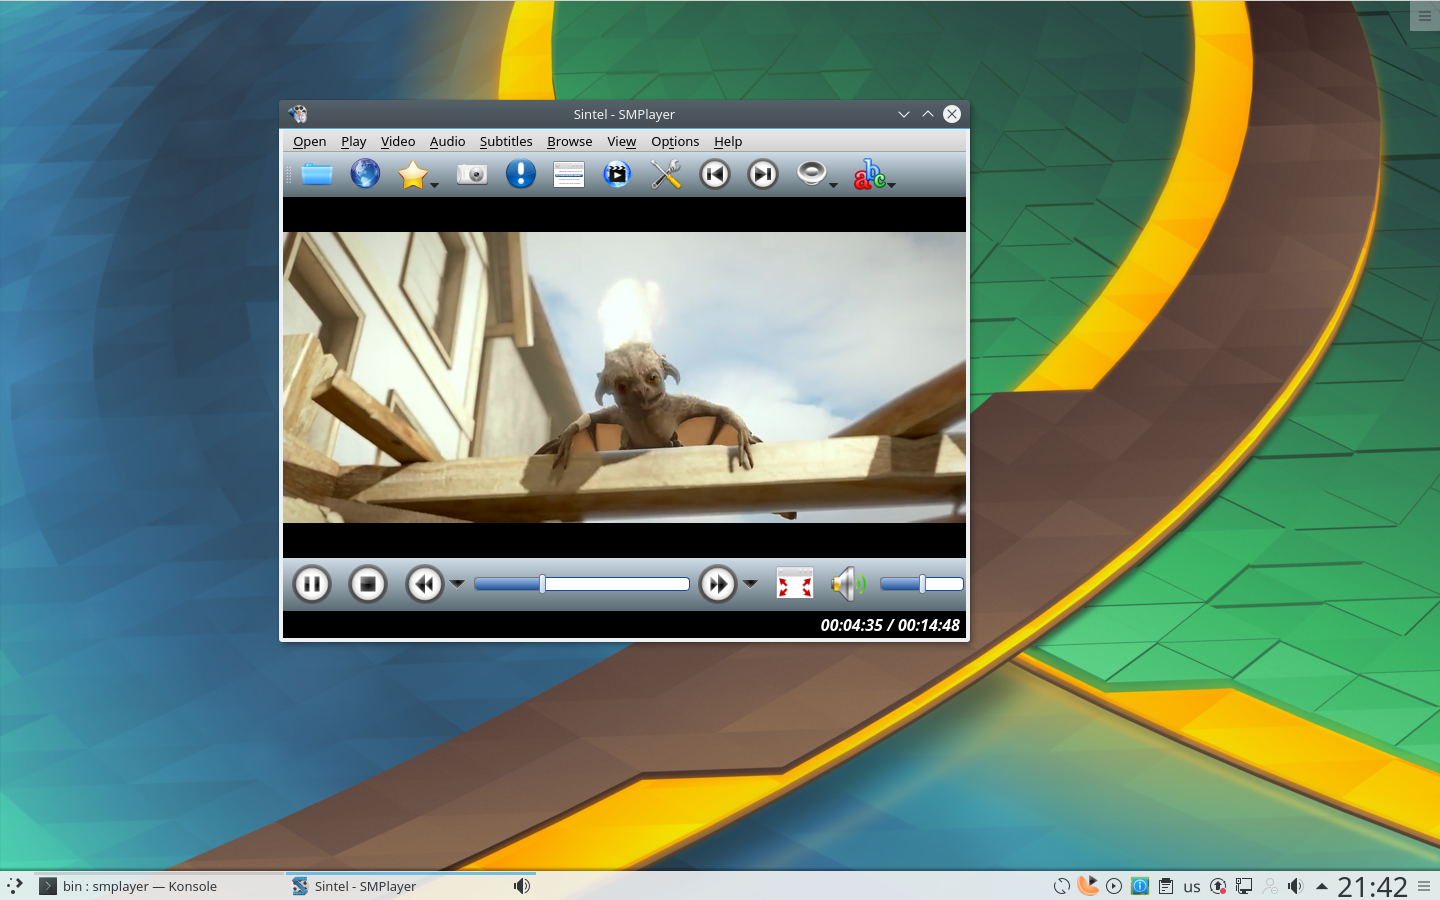 Sintel - SMPlayer
Open Play Video Audio Subtitles Browse View Options Help
abc
00:04:35 / 00:14:48
bin : smplayer — Konsole
Sintel - SMPlayer
us
21:42